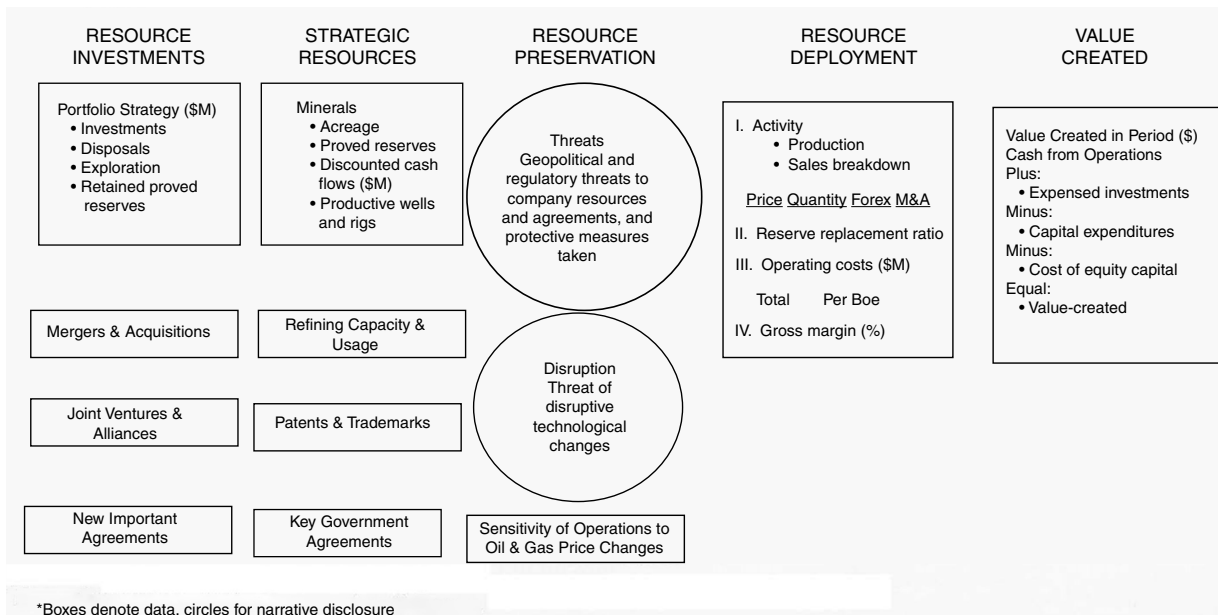 RESOURCE
INVESTMENTS
STRATEGIC
RESOURCES
RESOURCE
PRESERVATION
RESOURCE
DEPLOYMENT
VALUE
CREATED
Portfolio Strategy ($M)
• Investments
• Disposals
• Exploration
• Retained proved
reserves
Mergers & Acquisitions
Joint Ventures &
Alliances
New Important
Agreements
Minerals
• Acreage
• Proved reserves
• Discounted cash
flows ($M)
• Productive wells
and rigs
Refining Capacity &
Usage
Patents & Trademarks
Key Government
Agreements
Threats
Geopolitical and
regulatory threats to
company resources
and agreements, and
protective measures
taken
Disruption
Threat of
disruptive
technological
changes
Sensitivity of Operations to
Oil & Gas Price Changes
I. Activity
• Production
• Sales breakdown
Price Quantity Forex M&A
II. Reserve replacement ratio
III. Operating costs ($M)
Total Per Boe
IV. Gross margin (%)
Value Created in Period ($)
Cash from Operations
Plus:
• Expensed investments
Minus:
• Capital expenditures
Minus:
• Cost of equity capital
Equal:
• Value-created
*Boxes denote data, circles for narrative disclosure